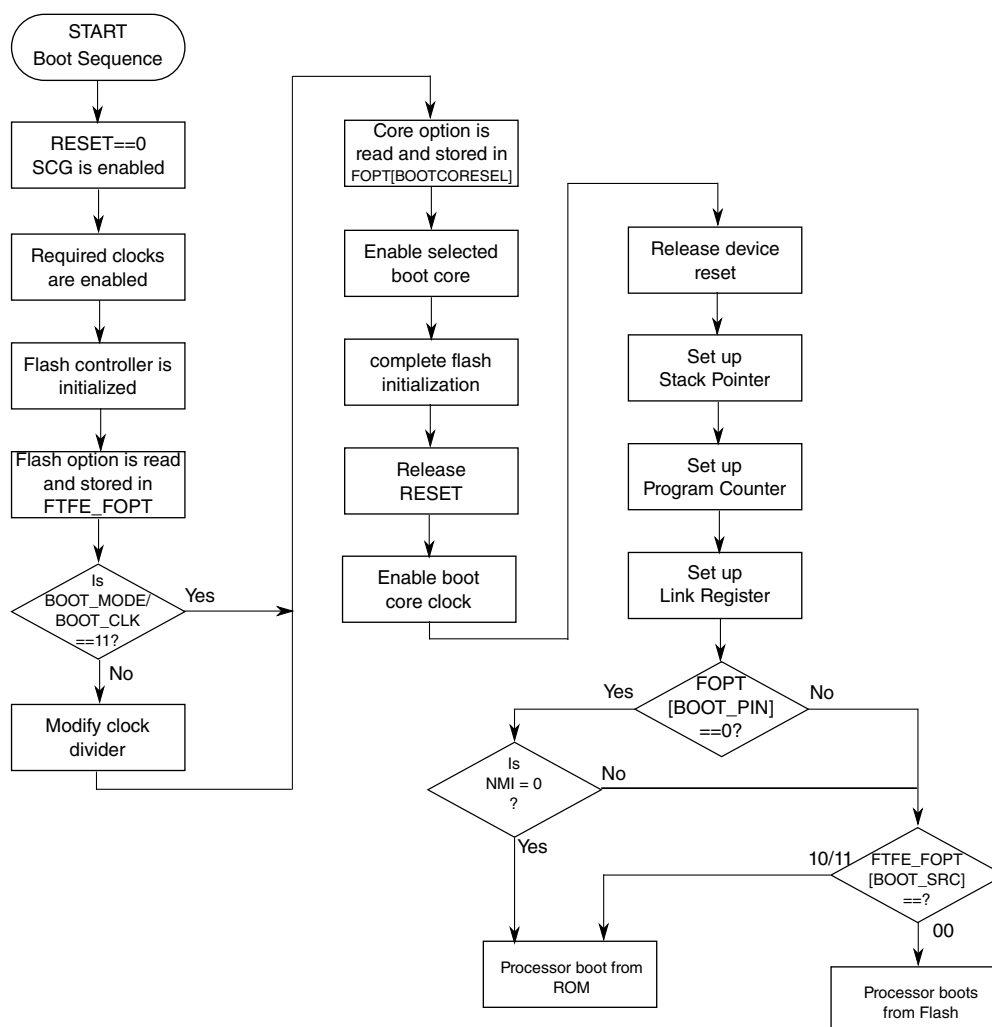 START
Boot Sequence
RESET==0
SCG is enabled
Required clocks
are enabled
Flash controller is
initialized
Flash option is read
and stored in
FTFE_FOPT
Is
BOOT_MODE/
BOOT_CLK
==11?
Yes
No
Modify clock
divider
Core option is
read and stored in
FOPT[BOOTCORESEL]
Enable selected
boot core
complete flash
initialization
Release
RESET
Enable boot
core clock
Release device
reset
Set up
Stack Pointer
Set up
Program Counter
Set up
Link Register
FOPT
[BOOT_PIN]
==0?
Yes
No
Is
NMI = 0
?
No
Yes
10/11
FTFE_FOPT
[BOOT_SRC]
==?
00
Processor boot from
ROM
Processor boots
from Flash